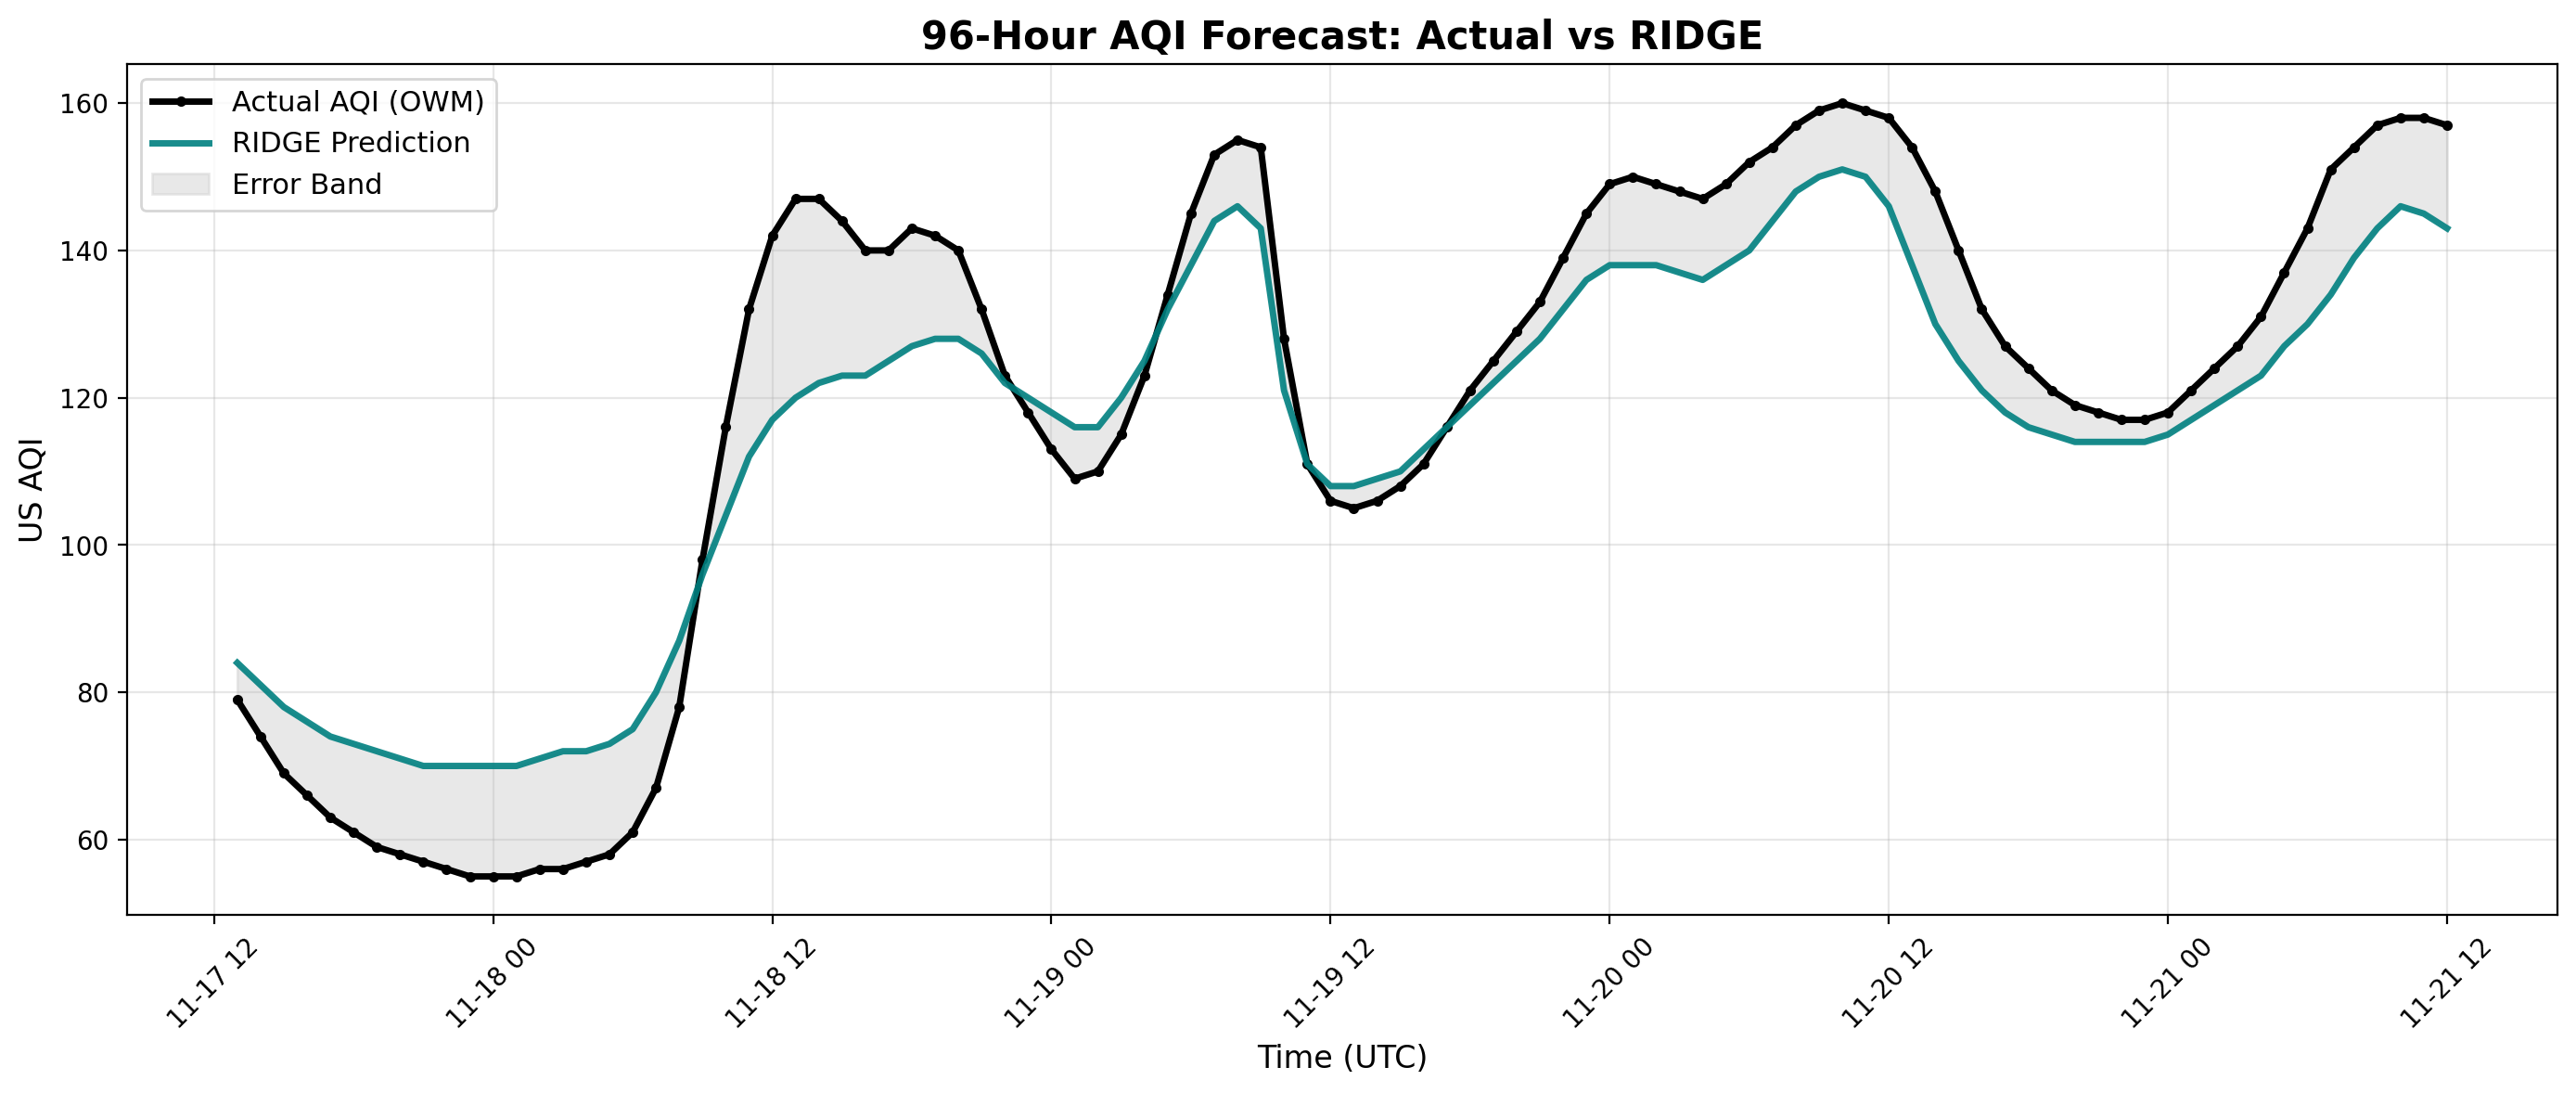 96-Hour AQI Forecast: Actual vs RIDGE
Actual AQI (OWM)
RIDGE Prediction
Error Band
US AQI
160
140
120
100
80
60
11-17 12
11-18 00
11-18 12
11-19 00
11-19 12
11-20 00
11-20 12
11-21 00
11-21 12
Time (UTC)